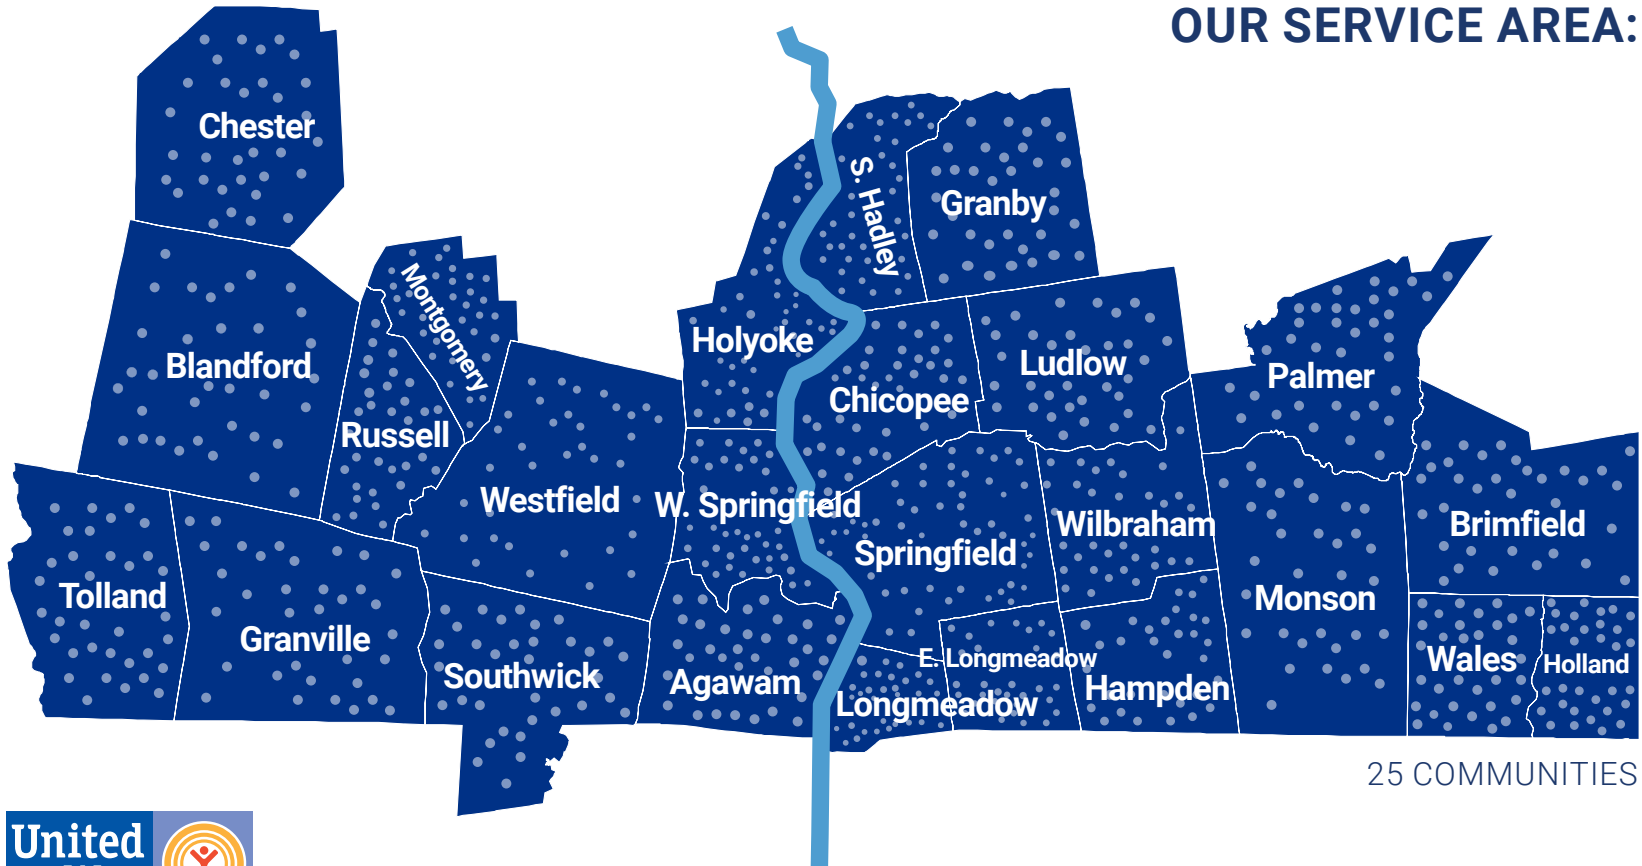 OUR SERVICE AREA:
Chester
S. Hadley
Granby
Montgomery
Holyoke
Blandford
Ludlow
Palmer
Chicopee
Russell
Westfield
W. Springfield
Wilbraham
Brimfield
Springfield
Tolland
Monson
Granville
E. Longmeadow
Wales
Holland
Southwick
Agawam
Hampden
Longmeadow
25 COMMUNITIES
United